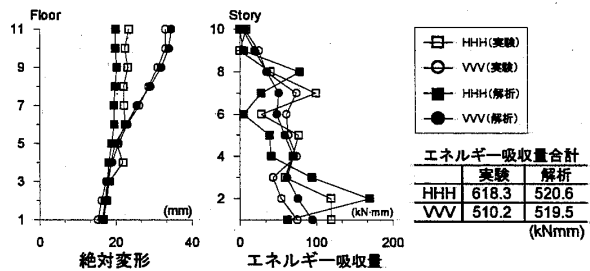 Floor
11
9
7
5
3
1
0
20
40
(mm)
絶対変形
Story
10
8
6
4
2
0
100
200
(kN·mm)
エネルギー吸収量
HHH(実験)
VVV(実験)
HHH(解析)
VVV(解析)
エネルギー吸収量合計
実験 解析
HHH 618.3 520.6
VVV 510.2 519.5
(kNmm)